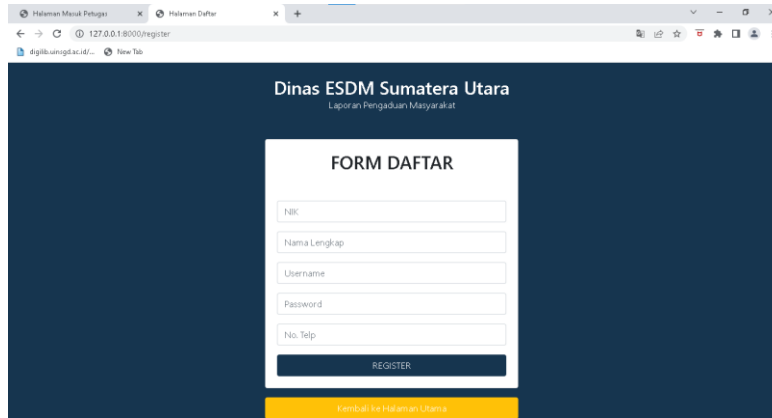 Halaman Masuk Petugas
Halaman Daftar
127.0.0.1:8000/register
digilib.uinsgd.ac.id/...
New Tab
Dinas ESDM Sumatera Utara
Laporan Pengaduan Masyarakat
FORM DAFTAR
NIK
Nama Lengkap
Username
Password
No. Telp
REGISTER
Kembali ke Halaman Utama